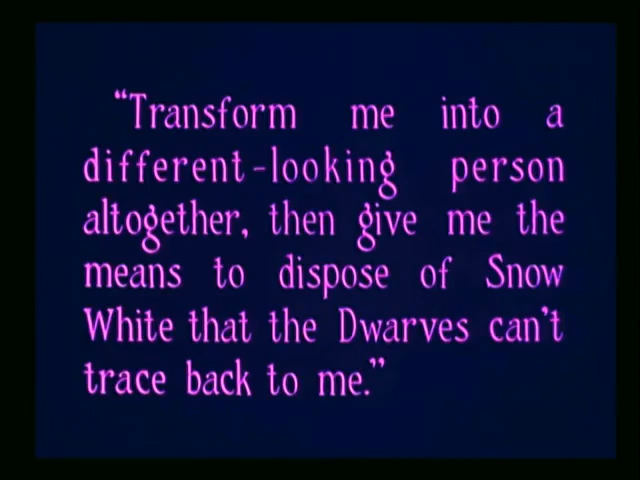 “Transform me into a
different-looking person
altogether, then give me the
means to dispose of Snow
White that the Dwarves can't
trace back to me.”